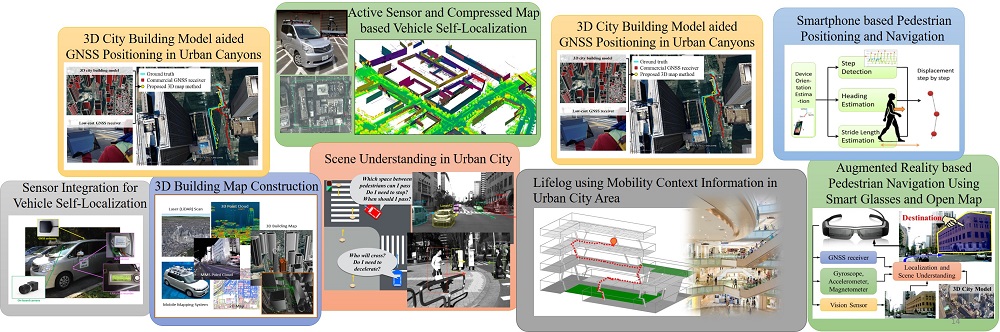 3D City Building Model aided
GNSS Positioning in Urban Canyons
3D city building model
Ground truth
Commercial GNSS receiver
Proposed 3D map method
Low-cost GNSS receiver
Active Sensor and Compressed Map
based Vehicle Self-Localization
3D City Building Model aided
GNSS Positioning in Urban Canyons
3D city building model
Ground truth
Commercial GNSS receiver
Proposed 3D map method
Low-cost GNSS receiver
Smartphone based Pedestrian
Positioning and Navigation
Device
Orien-
tation
Estima
-tion
Step
Detection
Heading
Estimation
Stride Length
Estimation
Displacement
step by step
Sensor Integration for
Vehicle Self-Localization
3D Building Map Construction
Laser (LIDAR) Scan
3D Point Cloud
3D Building Map
MMS Point Cloud
Mobile Mapping System
Scene Understanding in Urban City
Which space between
pedestrians can I pass
Do I need to stop?
When should I pass?
Who will cross?
Do I need to
decelerate?
Lifelog using Mobility Context Information in
Urban City Area
Augmented Reality based
Pedestrian Navigation Using
Smart Glasses and Open Map
Destination
GNSS receiver
Gyroscope,
Accelerometer,
Magnetometer
Vision Sensor
Localization and
Scene Understanding
3D City Model